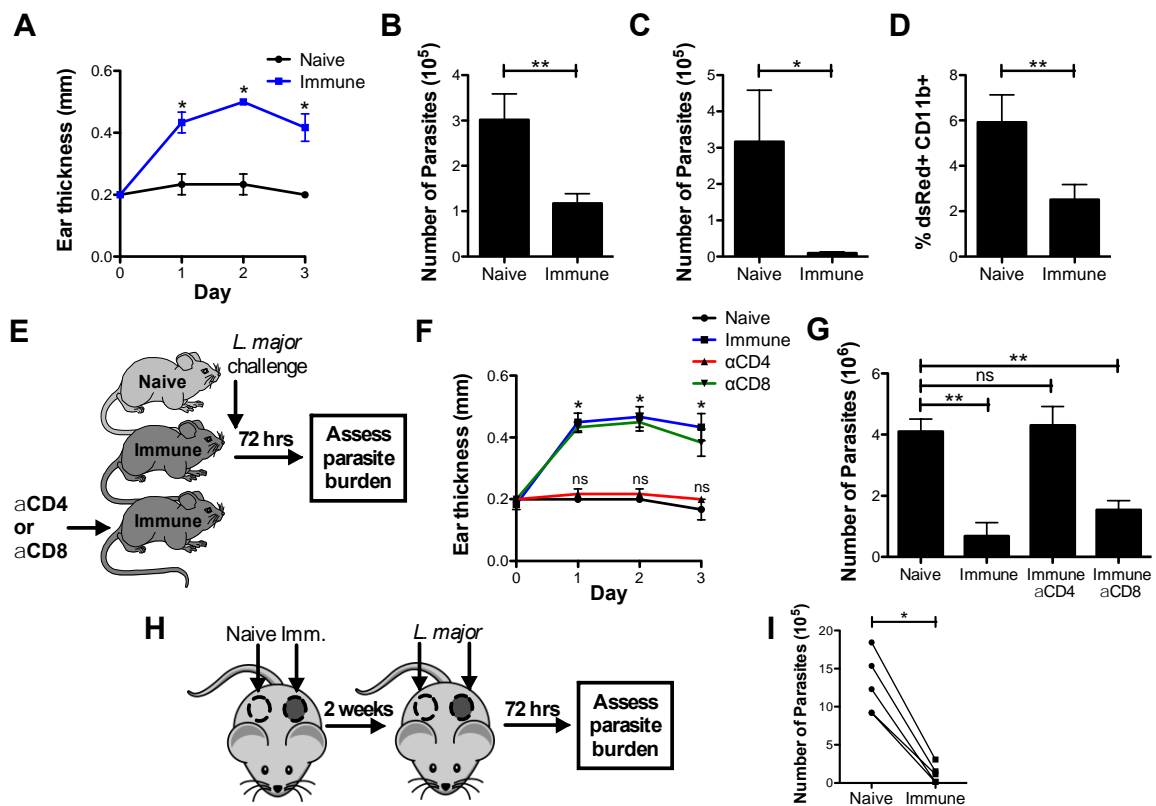 A
Naive
Immune
Ear thickness (mm)
0.6
0.4
0.2
0.0
* * *
0 1 2 3
Day
B
Number of Parasites (10⁵)
4
3
2
1
0
**
Naive Immune
C
Number of Parasites (10⁵)
5
4
3
2
1
0
*
Naive Immune
D
% dsRed+ CD11b+
8
6
4
2
0
**
Naive Immune
E
L. major
challenge
Naive
Immune
Immune
72 hrs
Assess
parasite
burden
aCD4
or
aCD8
F
Naive
Immune
αCD4
αCD8
Ear thickness (mm)
0.6
0.4
0.2
0.0
* * *
ns ns ns
0 1 2 3
Day
G
Number of Parasites (10⁶)
6
4
2
0
**
ns
**
Naive Immune Immune Immune
aCD4 aCD8
H
Naive Imm.
2 weeks
L. major
72 hrs
Assess
parasite
burden
I
Number of Parasites (10⁵)
20
15
10
5
0
*
Naive Immune